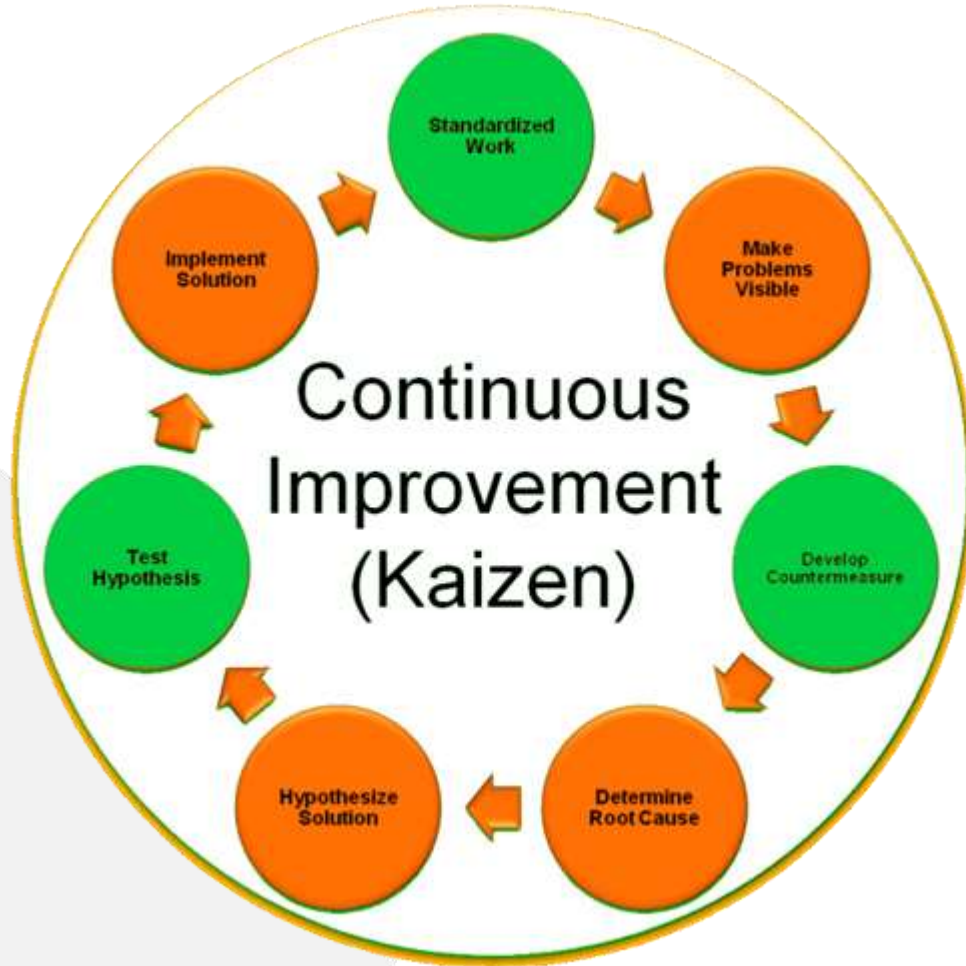 Standardized
Work
Make
Problems
Visible
Develop
Countermeasure
Determine
Root Cause
Hypothesize
Solution
Test
Hypothesis
Implement
Solution
Continuous
Improvement
(Kaizen)